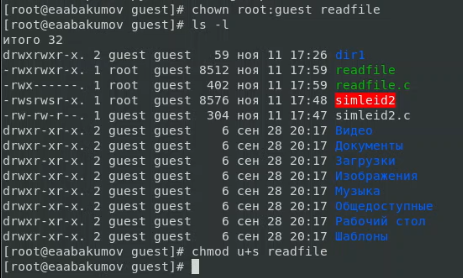 [root@eaabakumov guest]# chown root:guest readfile
[root@eaabakumov guest]# ls -l
итого 32
drwxrwxr-x. 2 guest guest   59 ноя 11 17:26 dir1
-rwxrwxr-x. 1 root  guest 8512 ноя 11 17:59 readfile
-rwx------. 1 root  guest  402 ноя 11 17:59 readfile.c
-rwsrwsr-x. 1 root  guest 8576 ноя 11 17:48 simleid2
-rw-rw-r--. 1 guest guest  304 ноя 11 17:47 simleid2.c
drwxr-xr-x. 2 guest guest    6 сен 28 20:17 Видео
drwxr-xr-x. 2 guest guest    6 сен 28 20:17 Документы
drwxr-xr-x. 2 guest guest    6 сен 28 20:17 Загрузки
drwxr-xr-x. 2 guest guest    6 сен 28 20:17 Изображения
drwxr-xr-x. 2 guest guest    6 сен 28 20:17 Музыка
drwxr-xr-x. 2 guest guest    6 сен 28 20:17 Общедоступные
drwxr-xr-x. 2 guest guest    6 сен 28 20:17 Рабочий стол
drwxr-xr-x. 2 guest guest    6 сен 28 20:17 Шаблоны
[root@eaabakumov guest]# chmod u+s readfile
[root@eaabakumov guest]#